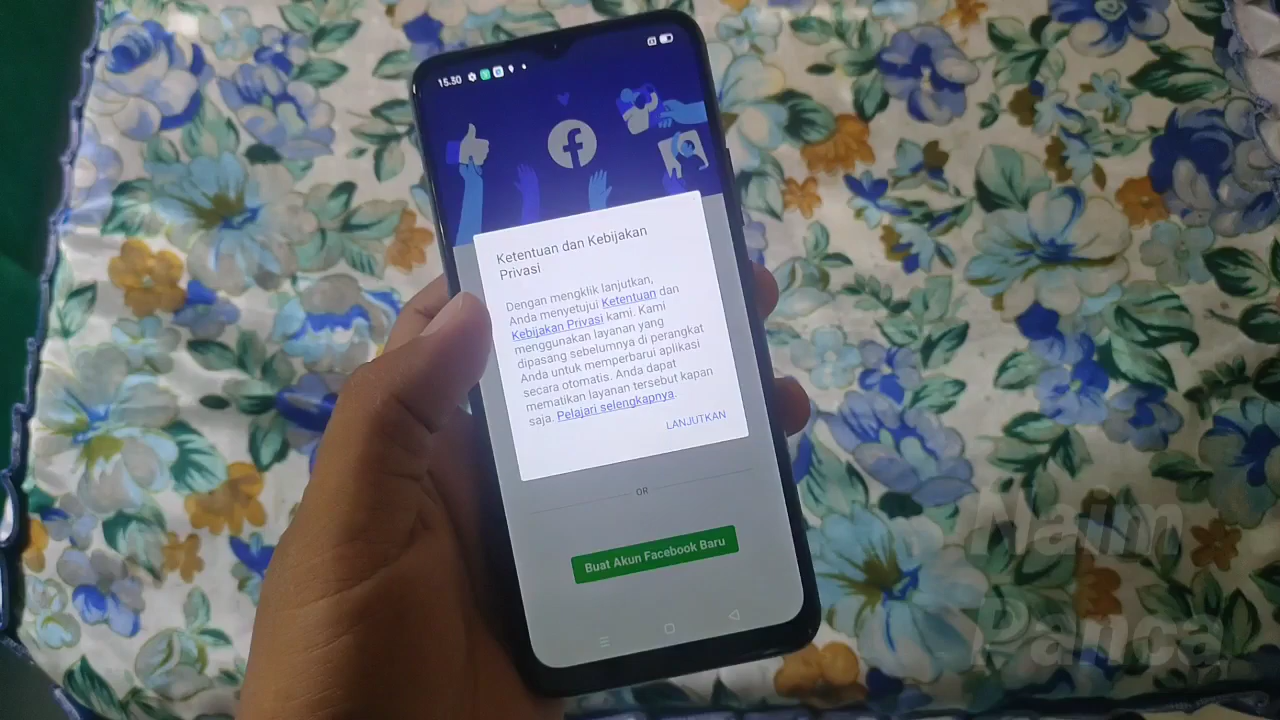 15.30
Ketentuan dan Kebijakan
Privasi
Dengan mengklik lanjutkan,
Anda menyetujui Ketentuan dan
Kebijakan Privasi kami. Kami
menggunakan layanan yang
dipasang sebelumnya di perangkat
Anda untuk memperbarui aplikasi
secara otomatis. Anda dapat
mematikan layanan tersebut kapan
saja. Pelajari selengkapnya.
LANJUTKAN
OR
Buat Akun Facebook Baru
Naim
Panca